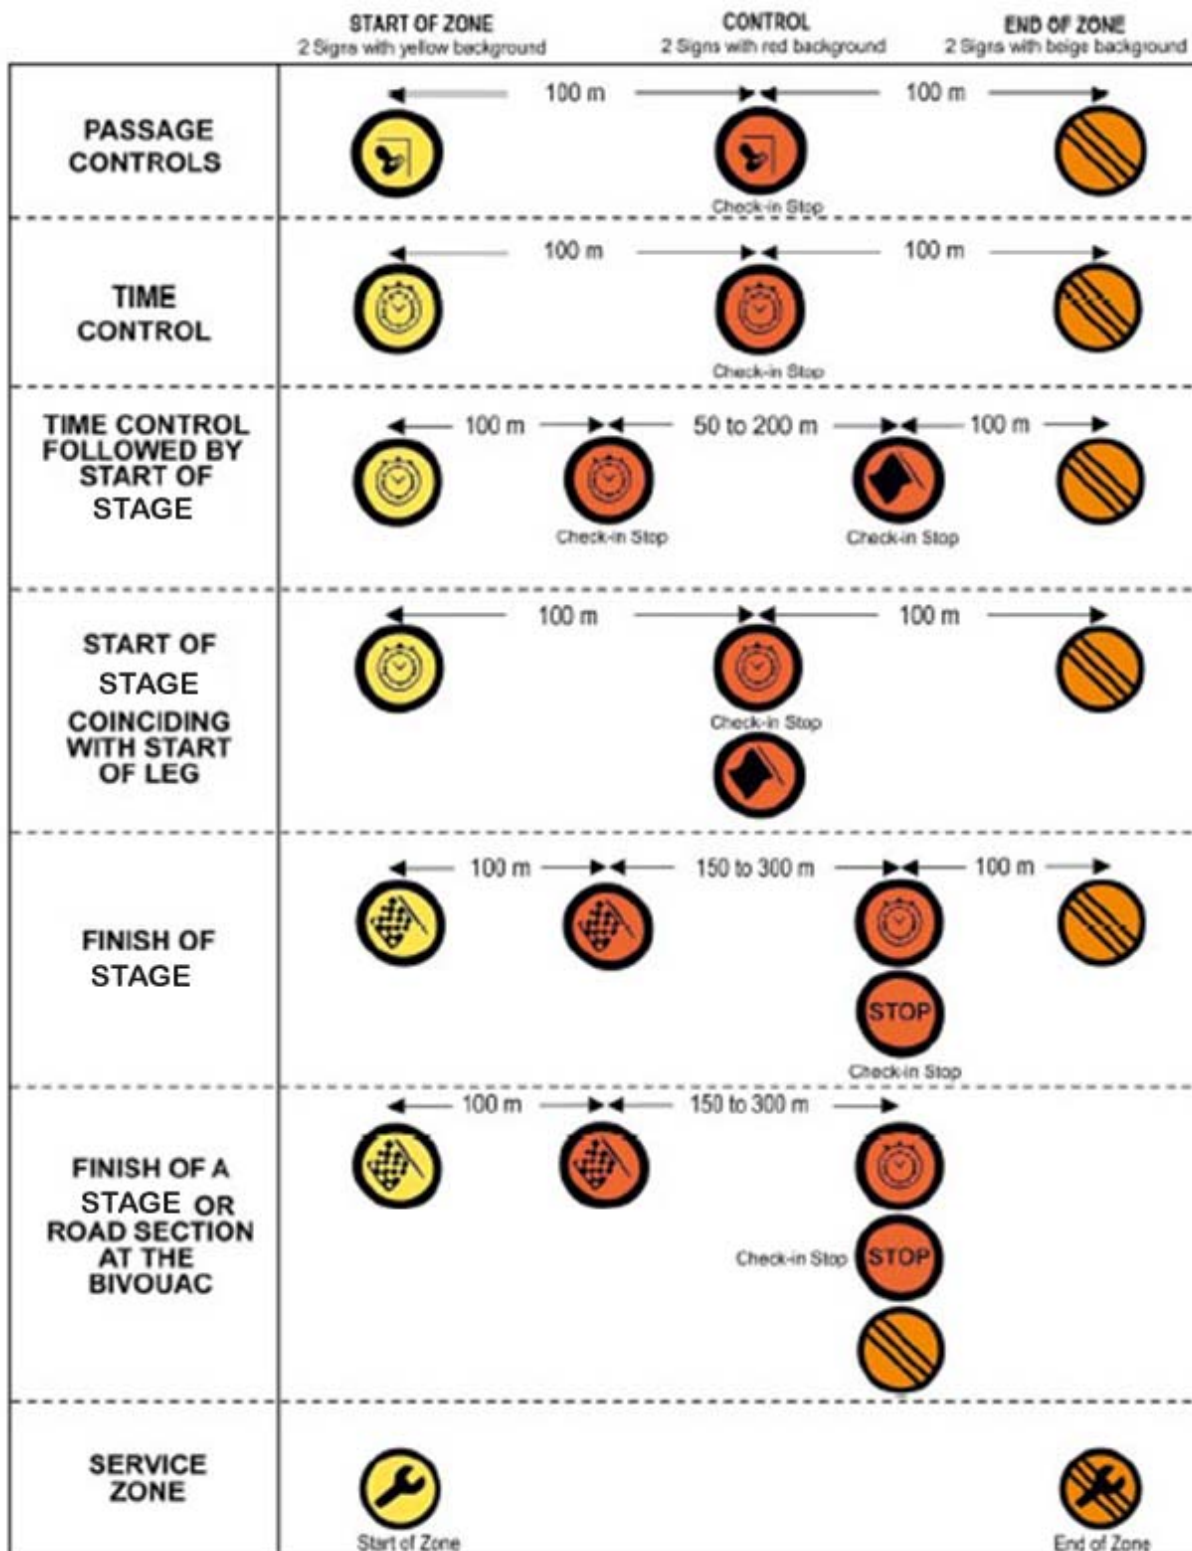 START OF ZONE
2 Signs with yellow background
CONTROL
2 Signs with red background
END OF ZONE
2 Signs with beige background
PASSAGE
CONTROLS
100 m
100 m
Check-in Stop
TIME
CONTROL
100 m
100 m
Check-in Stop
TIME CONTROL
FOLLOWED BY
START OF
STAGE
100 m
50 to 200 m
100 m
Check-in Stop
Check-in Stop
START OF
STAGE
COINCIDING
WITH START
OF LEG
100 m
100 m
Check-in Stop
FINISH OF
STAGE
100 m
150 to 300 m
100 m
STOP
Check-in Stop
FINISH OF A
STAGE OR
ROAD SECTION
AT THE
BIVOUAC
100 m
150 to 300 m
Check-in Stop
STOP
SERVICE
ZONE
Start of Zone
End of Zone